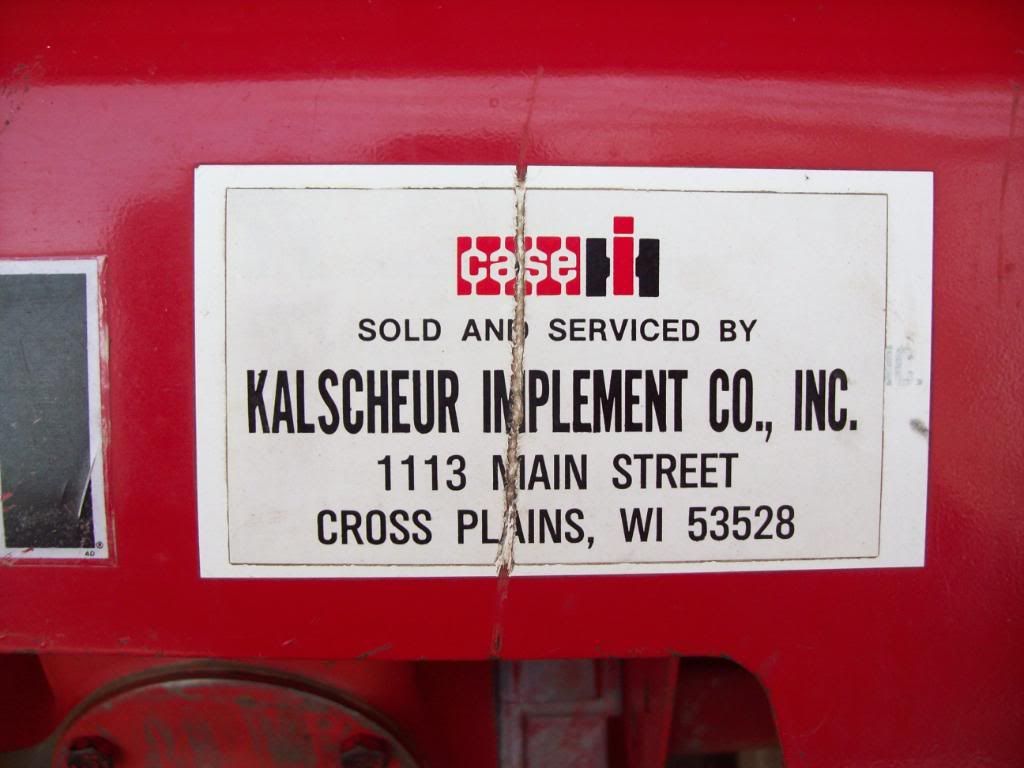 case IH
SOLD AND SERVICED BY
KALSCHEUR IMPLEMENT CO., INC.
1113 MAIN STREET
CROSS PLAINS, WI 53528